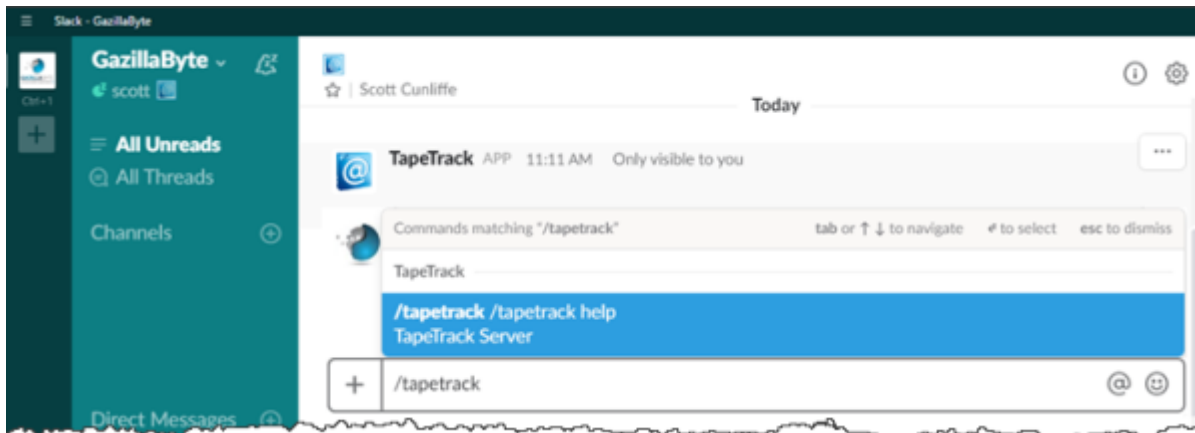 Slack - GazillaByte
GazillaByte
scott
Ctrl+1
All Unreads
All Threads
Channels
Direct Messages
Scott Cunliffe
Today
TapeTrack APP 11:11 AM Only visible to you
Commands matching "/tapetrack" tab or ↑ ↓ to navigate to select esc to dismiss
TapeTrack
/tapetrack /tapetrack help
TapeTrack Server
/tapetrack